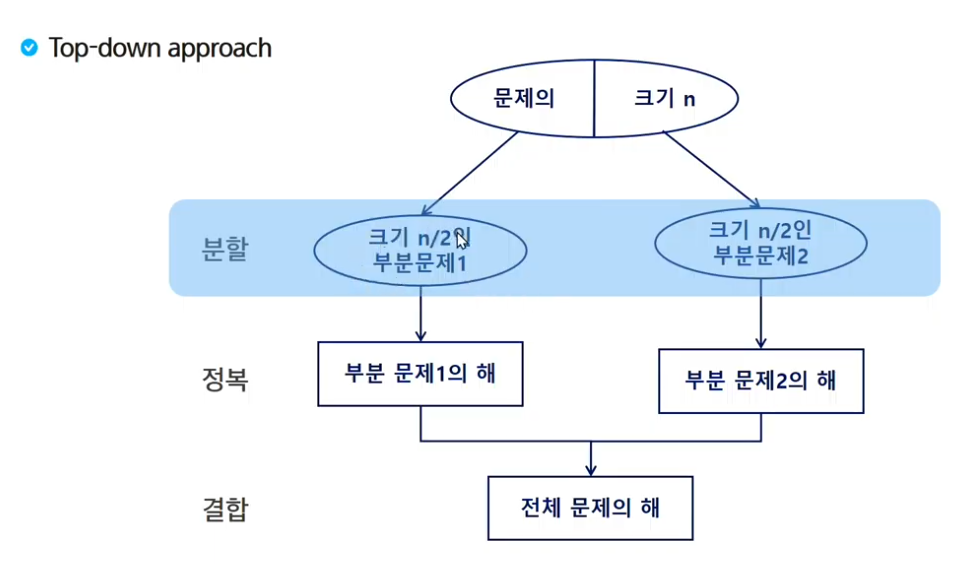 Top-down approach
문제의 크기 n
분할
크기 n/2인
부분문제1
크기 n/2인
부분문제2
정복
부분 문제1의 해
부분 문제2의 해
결합
전체 문제의 해